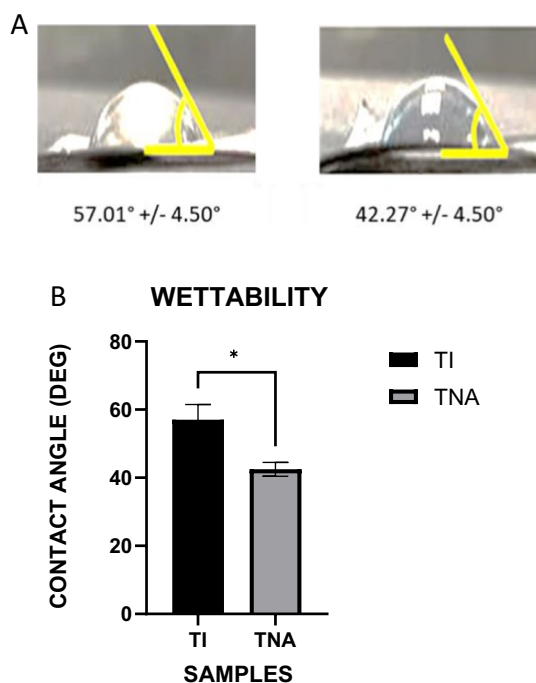 A
57.01° +/- 4.50°
42.27° +/- 4.50°
B
WETTABILITY
80
60
40
20
0
CONTACT ANGLE (DEG)
*
TI
TNA
SAMPLES
TI
TNA